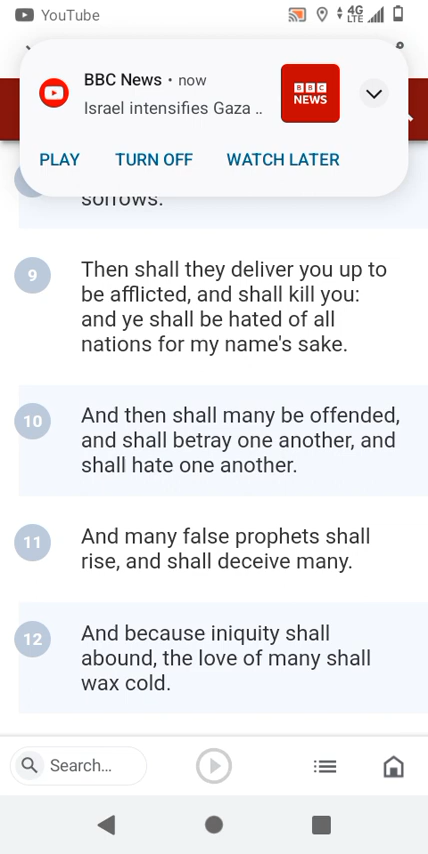 YouTube
4G
LTE
BBC News • now
Israel intensifies Gaza ..
BBC
NEWS
PLAY TURN OFF WATCH LATER
sorrows.
9
Then shall they deliver you up to
be afflicted, and shall kill you:
and ye shall be hated of all
nations for my name's sake.
10
And then shall many be offended,
and shall betray one another, and
shall hate one another.
11
And many false prophets shall
rise, and shall deceive many.
12
And because iniquity shall
abound, the love of many shall
wax cold.
Search...